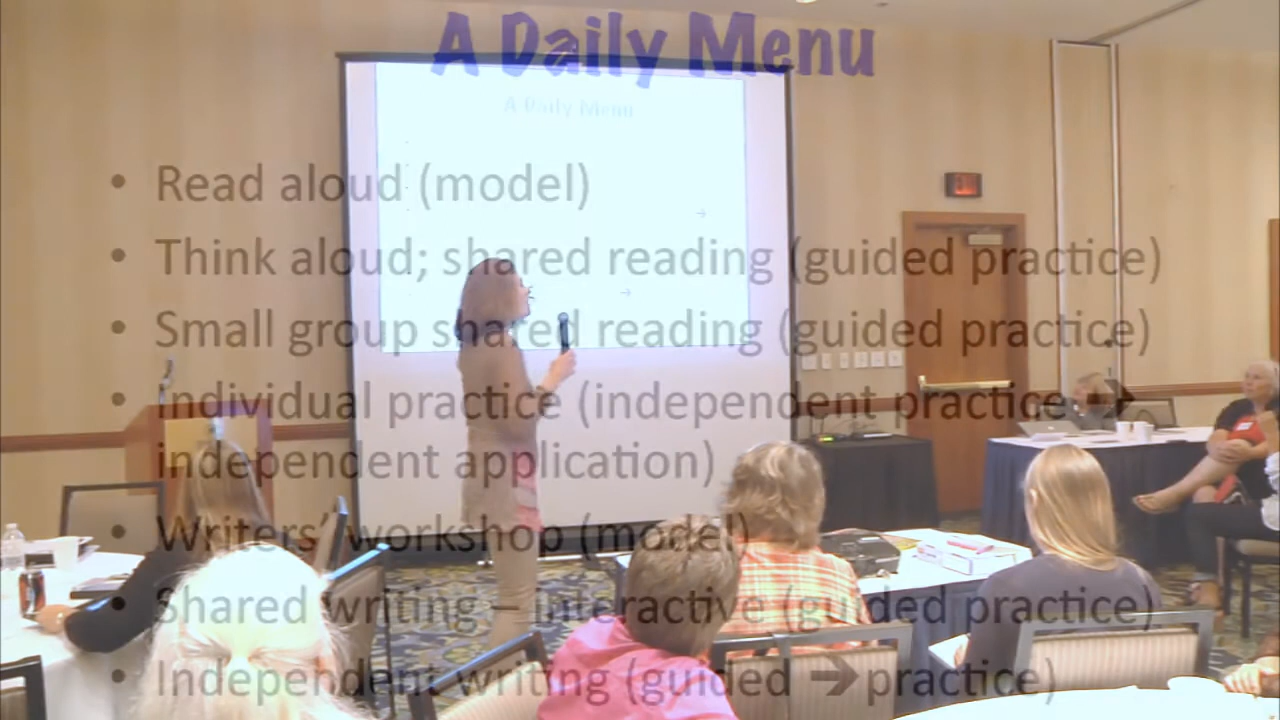 A Daily Menu
A Daily Menu
• Read aloud (model)
• Think aloud; shared reading (guided practice)
• Small group shared reading (guided practice)
• Individual practice (independent practice →
independent application)
• Writers' workshop (model)
• Shared writing – interactive (guided practice)
• Independent writing (guided → practice)